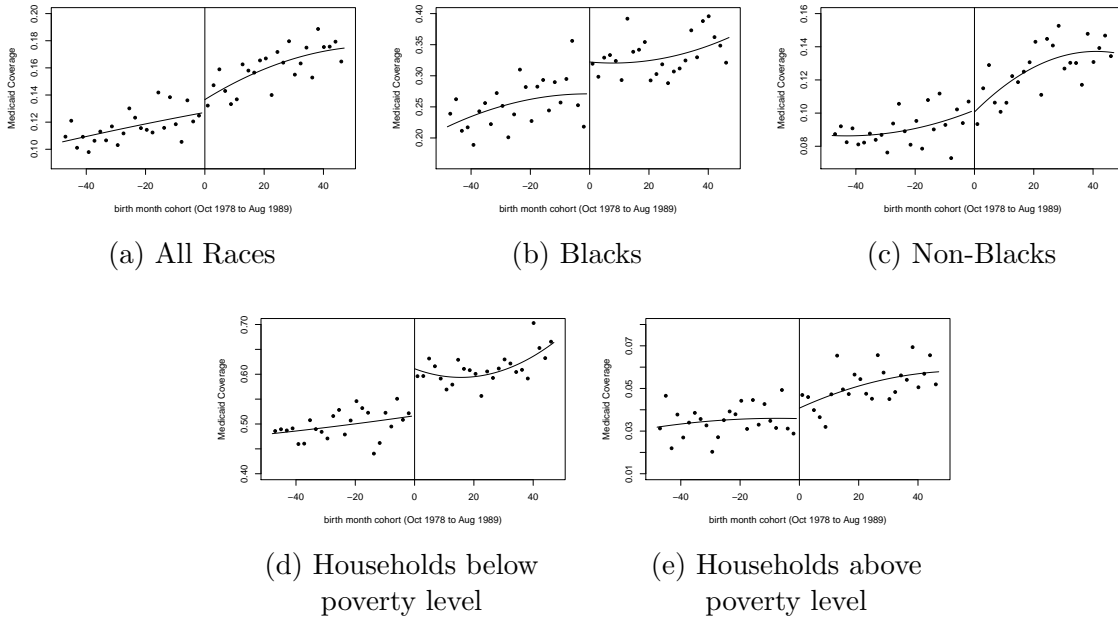 0.20
0.18
0.16
0.14
0.12
0.10
Medicaid Coverage
−40 −20 0 20 40
birth month cohort (Oct 1978 to Aug 1989)
(a) All Races
0.40
0.35
0.30
0.25
0.20
Medicaid Coverage
−40 −20 0 20 40
birth month cohort (Oct 1978 to Aug 1989)
(b) Blacks
0.16
0.14
0.12
0.10
0.08
Medicaid Coverage
−40 −20 0 20 40
birth month cohort (Oct 1978 to Aug 1989)
(c) Non-Blacks
0.70
0.60
0.50
0.40
Medicaid Coverage
−40 −20 0 20 40
birth month cohort (Oct 1978 to Aug 1989)
(d) Households below
poverty level
0.07
0.05
0.03
0.01
Medicaid Coverage
−40 −20 0 20 40
birth month cohort (Oct 1978 to Aug 1989)
(e) Households above
poverty level